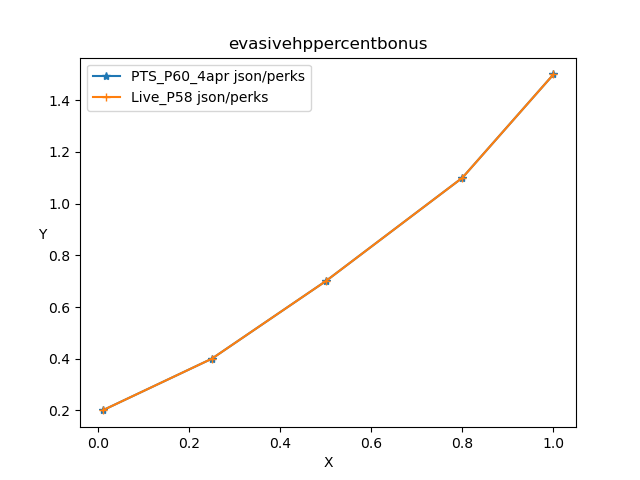 evasivehppercentbonus
PTS_P60_4apr json/perks
Live_P58 json/perks
1.4
1.2
1.0
Y
0.8
0.6
0.4
0.2
0.0 0.2 0.4 0.6 0.8 1.0
X